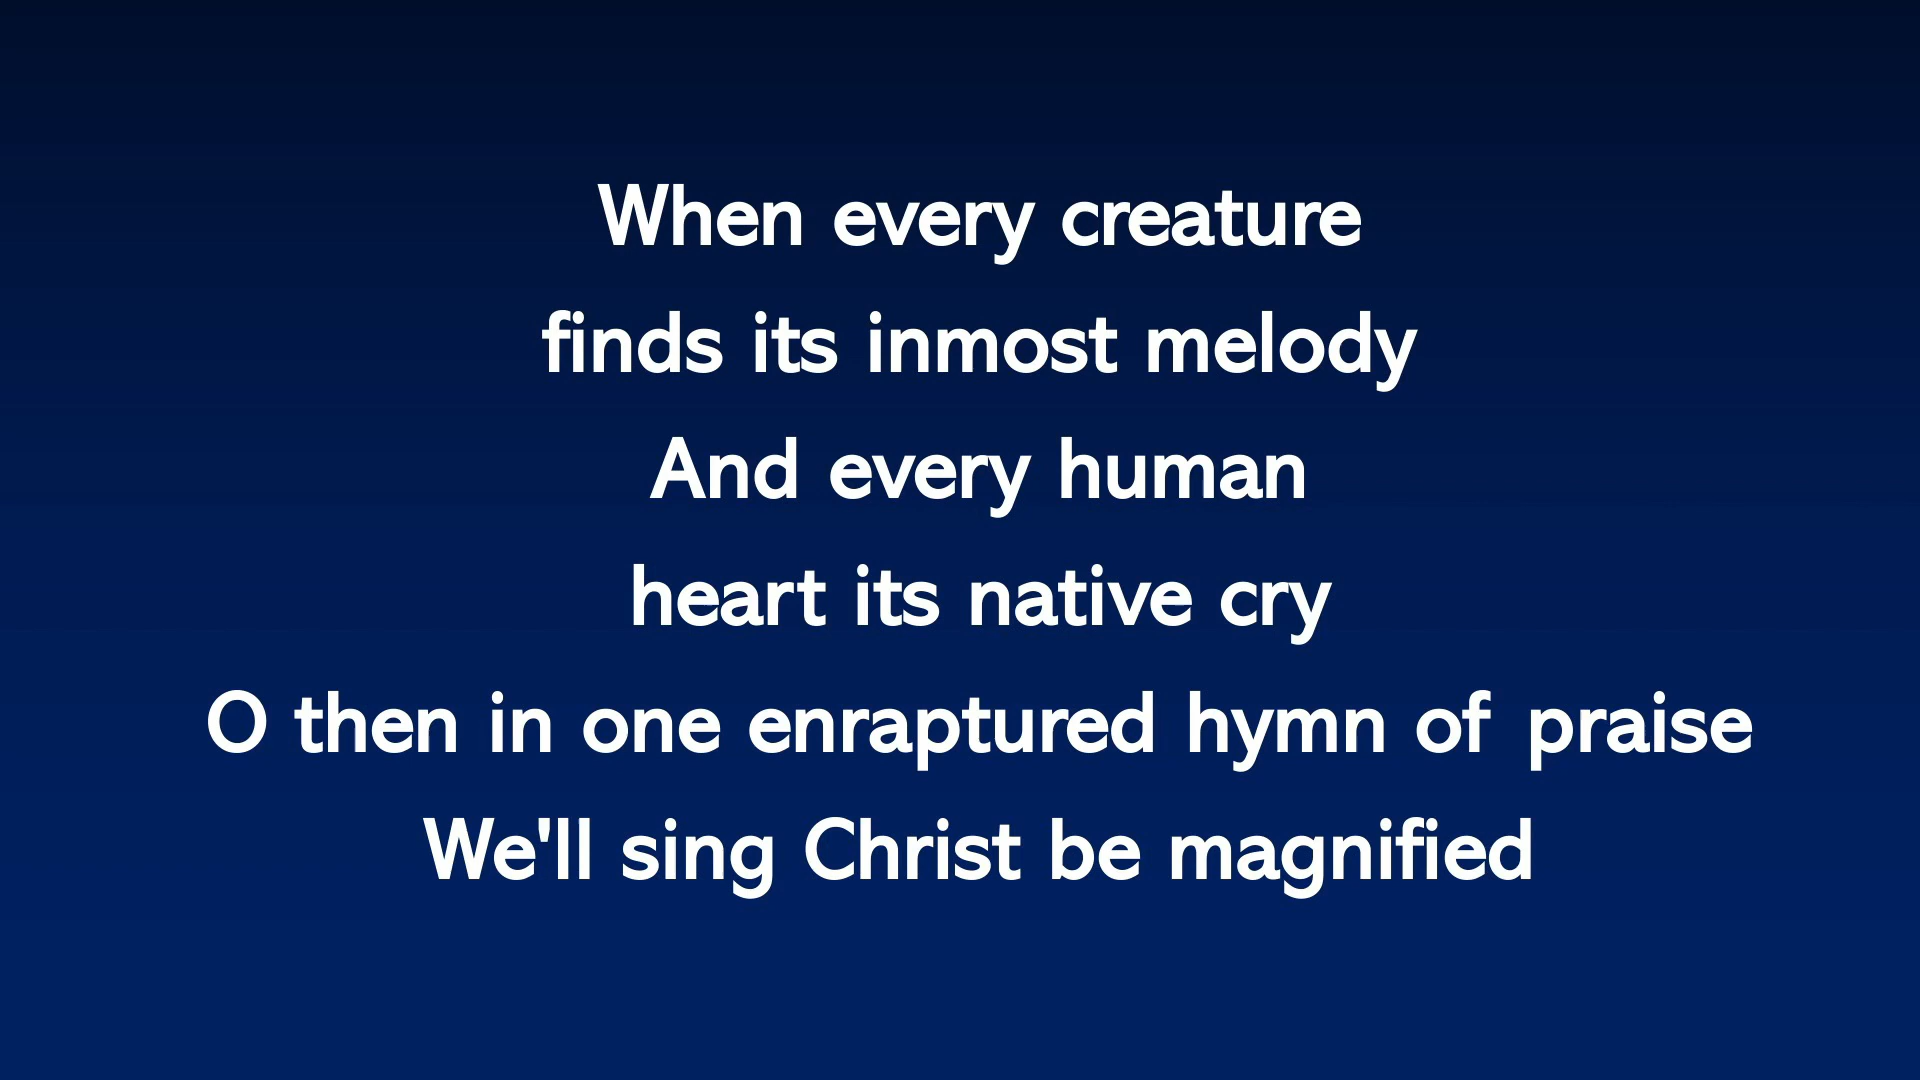 When every creature
finds its inmost melody
And every human
heart its native cry
O then in one enraptured hymn of praise
We'll sing Christ be magnified